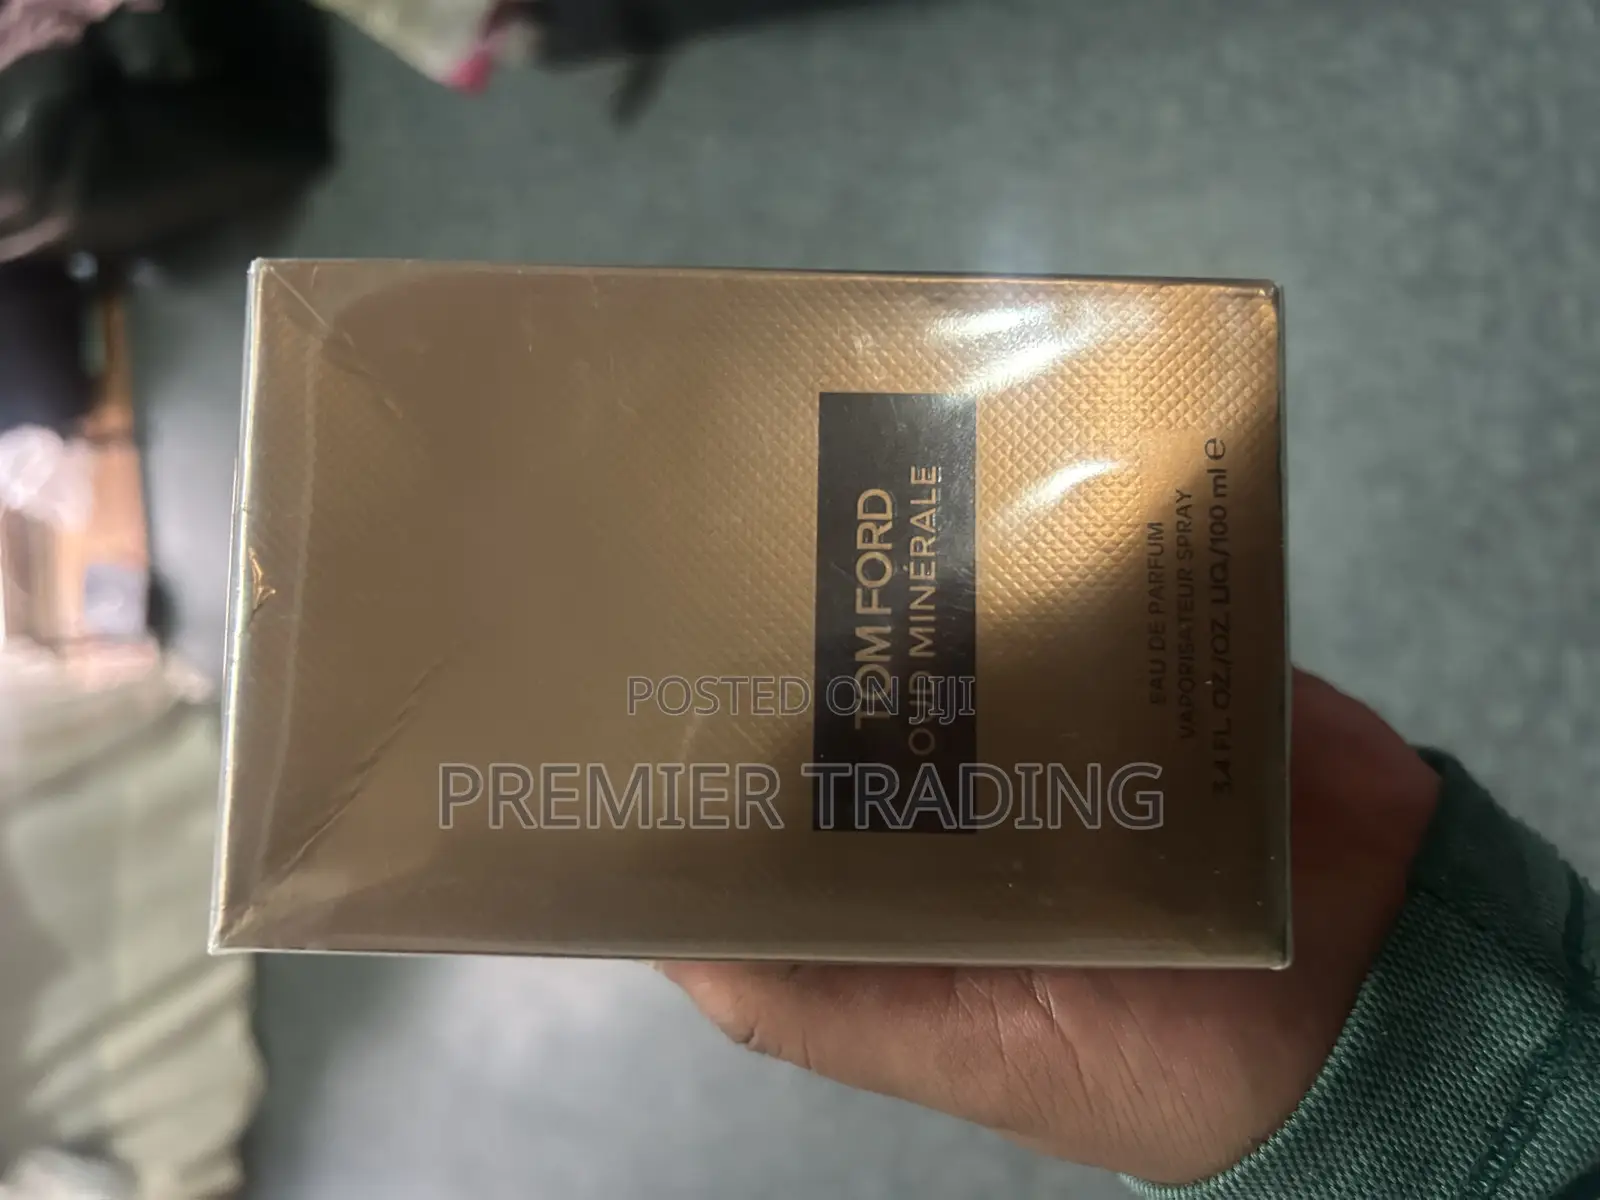 TOM FORD
OUD MINÉRALE
EAU DE PARFUM
VAPORISATEUR SPRAY
3.4 FL. OZ./OZ. LIQ./100 ml ℮
POSTED ON JIJI
PREMIER TRADING